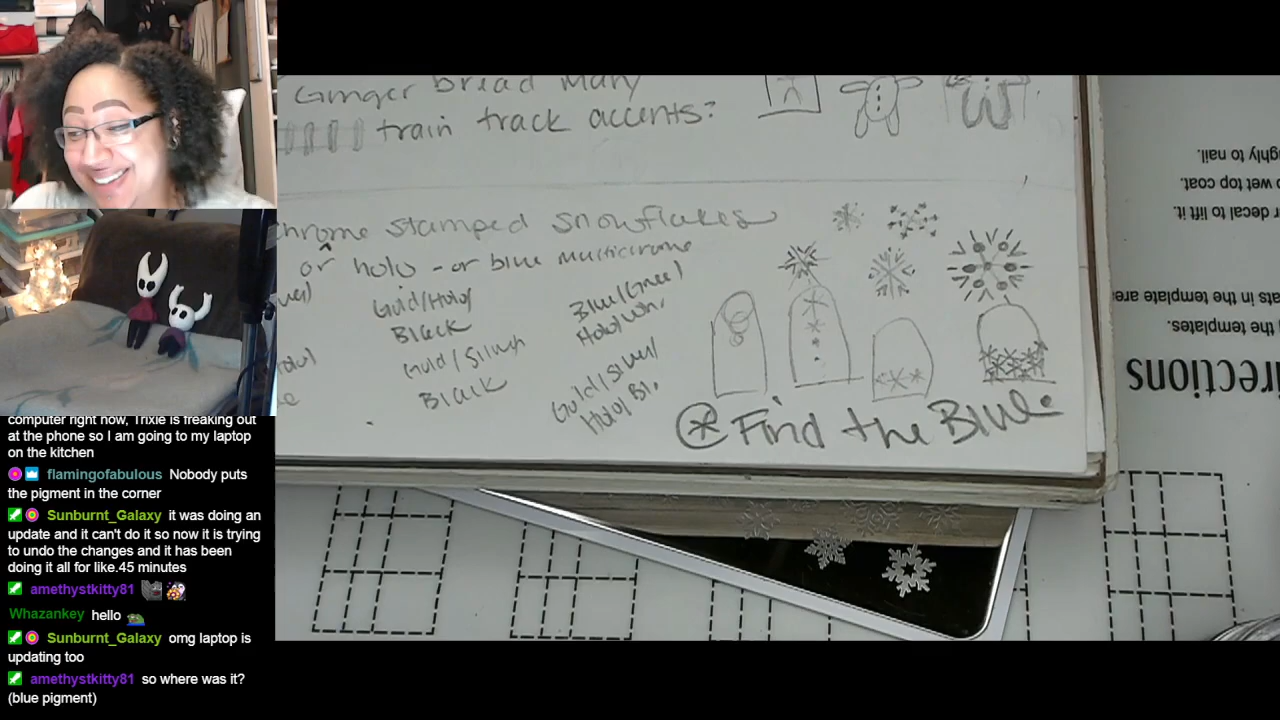 Ginger bread man,
train track accents?
chrome stamped snowflakes
or holo - or blue multicrome
Gold/Holo/
Black
Gold/Silver
Black
Holo/
Gold/Silver/
Holo/Bl.
* Find the Blue.
ghly to nail.
o wet top coat.
r decal to lift it
ats in the template are
the templates.
rections
computer right now, Trixie is freaking out
at the phone so I am going to my laptop
on the kitchen
flamingofabulous Nobody puts
the pigment in the corner
Sunburnt_Galaxy it was doing an
update and it can't do it so now it is trying
to undo the changes and it has been
doing it all for like.45 minutes
amethystkitty81
Whazankey hello
Sunburnt_Galaxy omg laptop is
updating too
amethystkitty81 so where was it?
(blue pigment)